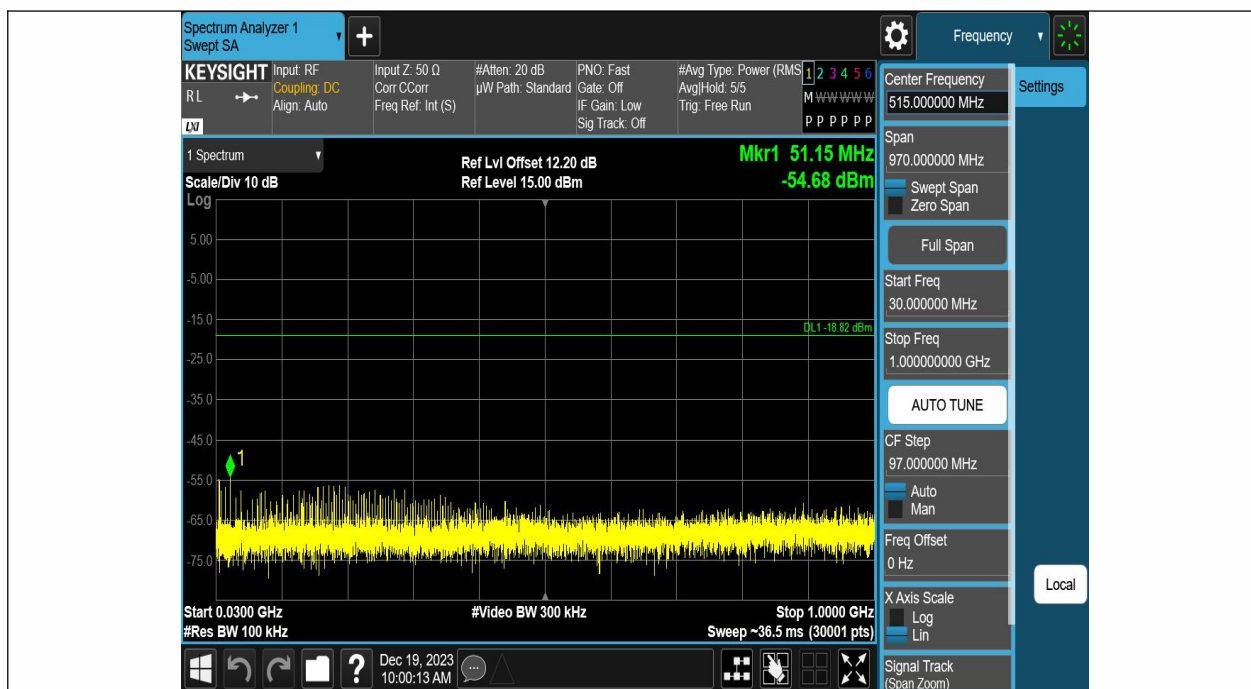 Spectrum Analyzer 1
Swept SA
+
Frequency
KEYSIGHT
RL
LXI
Input: RF
Coupling: DC
Align: Auto
Input Z: 50 Ω
Corr CCorr
Freq Ref: Int (S)
#Atten: 20 dB
µW Path: Standard
PNO: Fast
Gate: Off
IF Gain: Low
Sig Track: Off
#Avg Type: Power (RMS
Avg|Hold: 5/5
Trig: Free Run
1 2 3 4 5 6
M W W W W W
P P P P P P
1 Spectrum
Scale/Div 10 dB
Log
Ref Lvl Offset 12.20 dB
Ref Level 15.00 dBm
Mkr1 51.15 MHz
-54.68 dBm
5.00
-5.00
-15.0
DL1 -18.82 dBm
-25.0
-35.0
-45.0
1
-55.0
-65.0
-75.0
Start 0.0300 GHz
#Res BW 100 kHz
#Video BW 300 kHz
Stop 1.0000 GHz
Sweep ~36.5 ms (30001 pts)
Center Frequency
515.000000 MHz
Settings
Span
970.000000 MHz
Swept Span
Zero Span
Full Span
Start Freq
30.000000 MHz
Stop Freq
1.000000000 GHz
AUTO TUNE
CF Step
97.000000 MHz
Auto
Man
Freq Offset
0 Hz
X Axis Scale
Log
Lin
Signal Track
(Span Zoom)
Local
?
Dec 19, 2023
10:00:13 AM